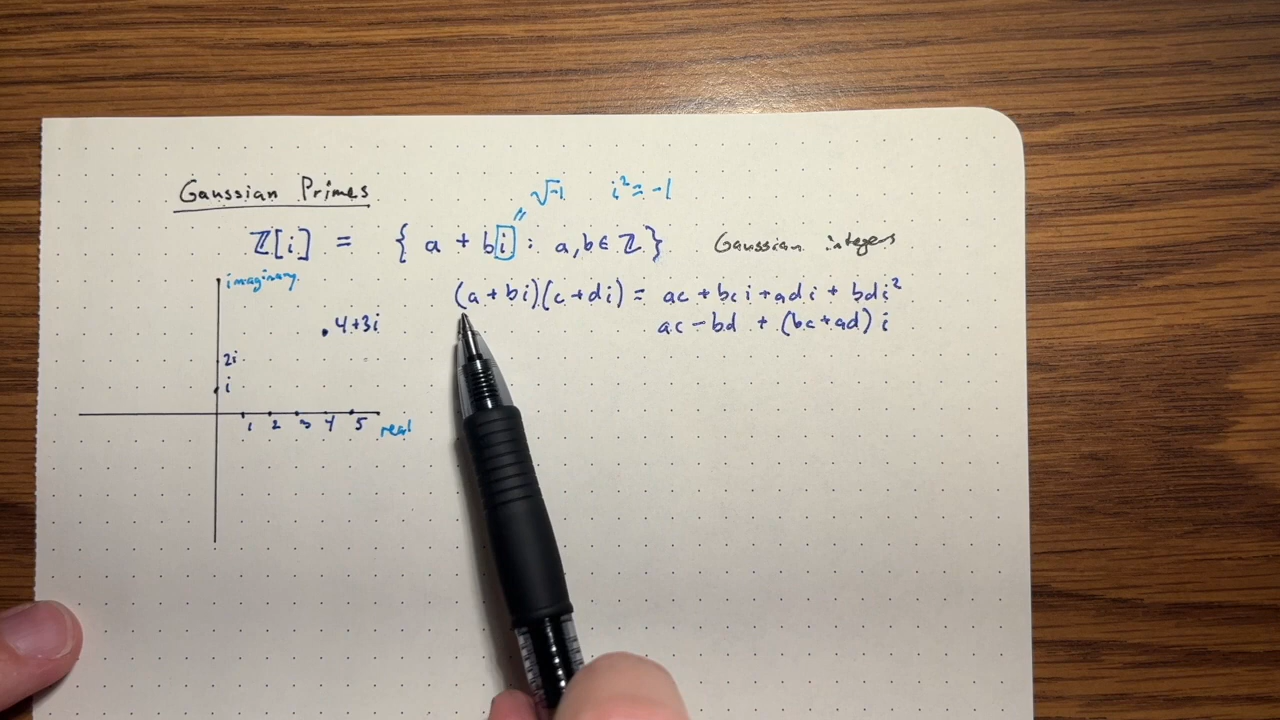 Gaussian Primes
√-1 i² = -1
ℤ[i] = { a + bi : a,b ∈ ℤ } Gaussian integers
imaginary
(a+bi)(c+di) = ac + bci + adi + bdi²
ac - bd + (bc+ad) i
4+3i
2i
i
1 2 3 4 5 real